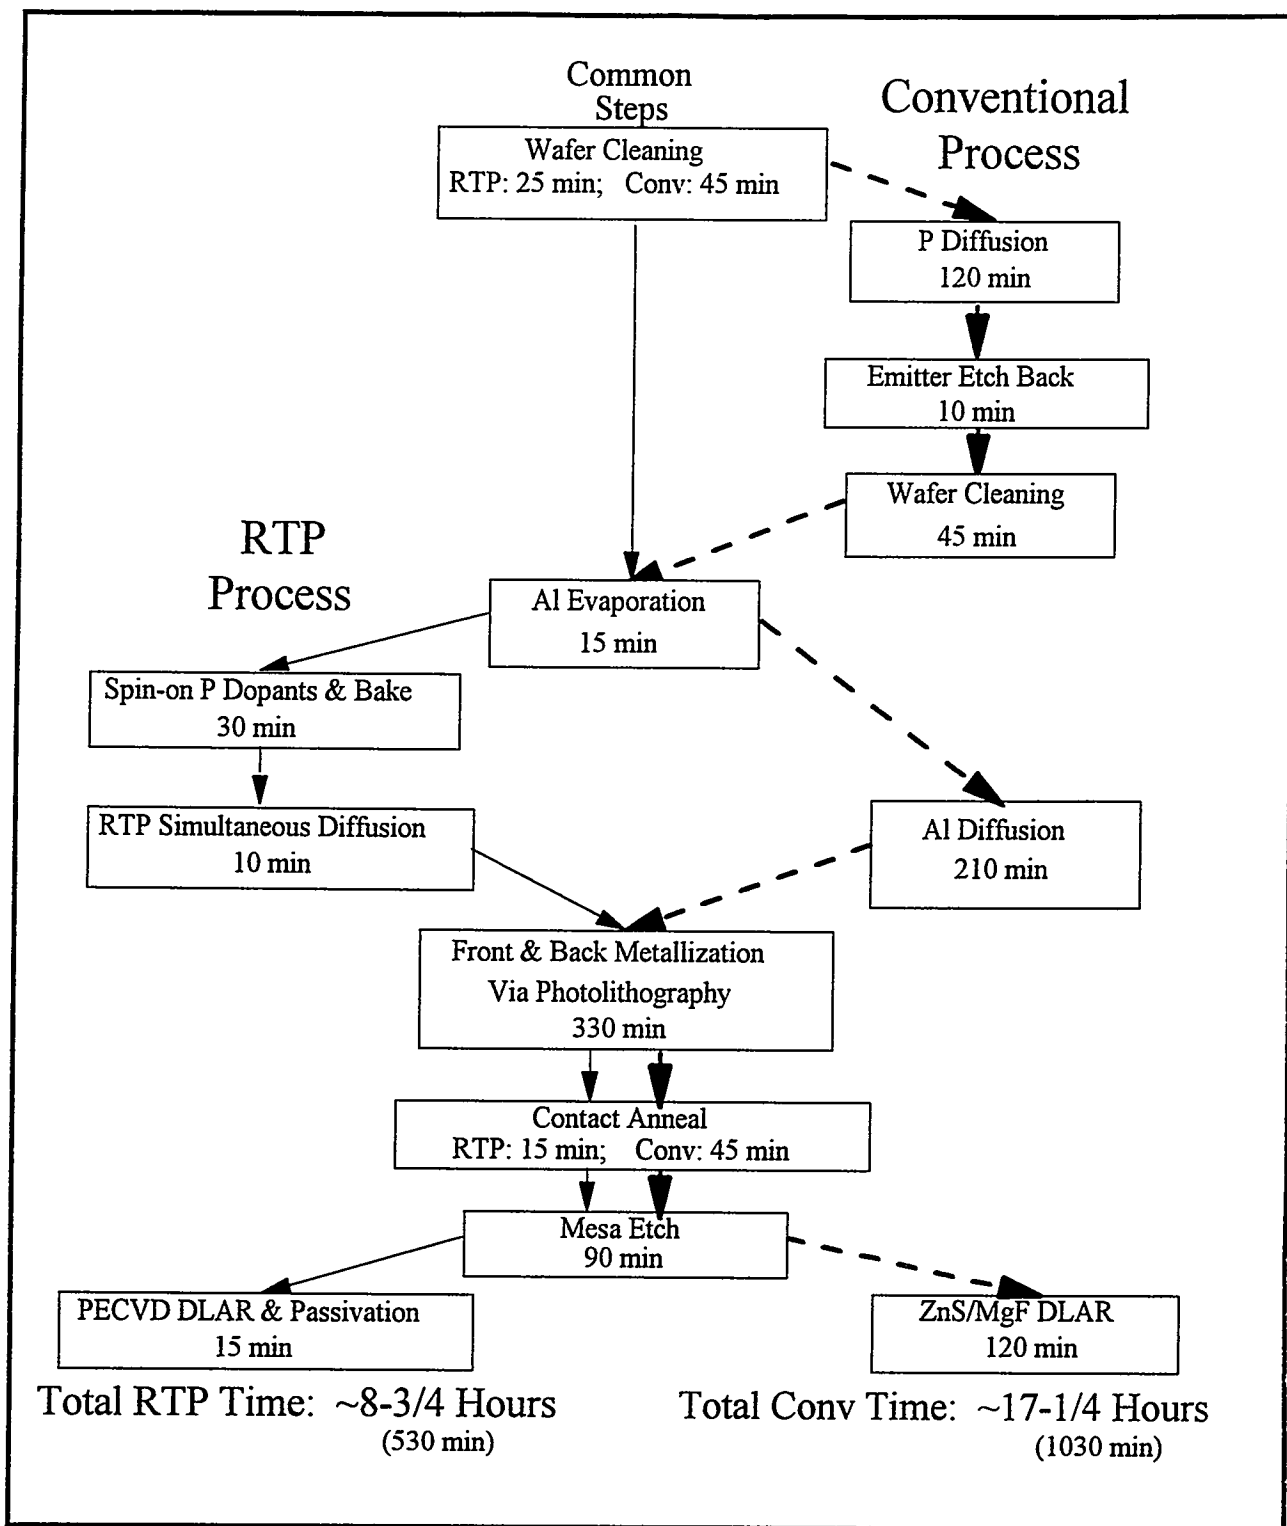 Common
Steps
Conventional
Process
Wafer Cleaning
RTP: 25 min; Conv: 45 min
P Diffusion
120 min
Emitter Etch Back
10 min
Wafer Cleaning
45 min
RTP
Process
Al Evaporation
15 min
Spin-on P Dopants & Bake
30 min
RTP Simultaneous Diffusion
10 min
Al Diffusion
210 min
Front & Back Metallization
Via Photolithography
330 min
Contact Anneal
RTP: 15 min; Conv: 45 min
Mesa Etch
90 min
PECVD DLAR & Passivation
15 min
ZnS/MgF DLAR
120 min
Total RTP Time: ~8-3/4 Hours
(530 min)
Total Conv Time: ~17-1/4 Hours
(1030 min)